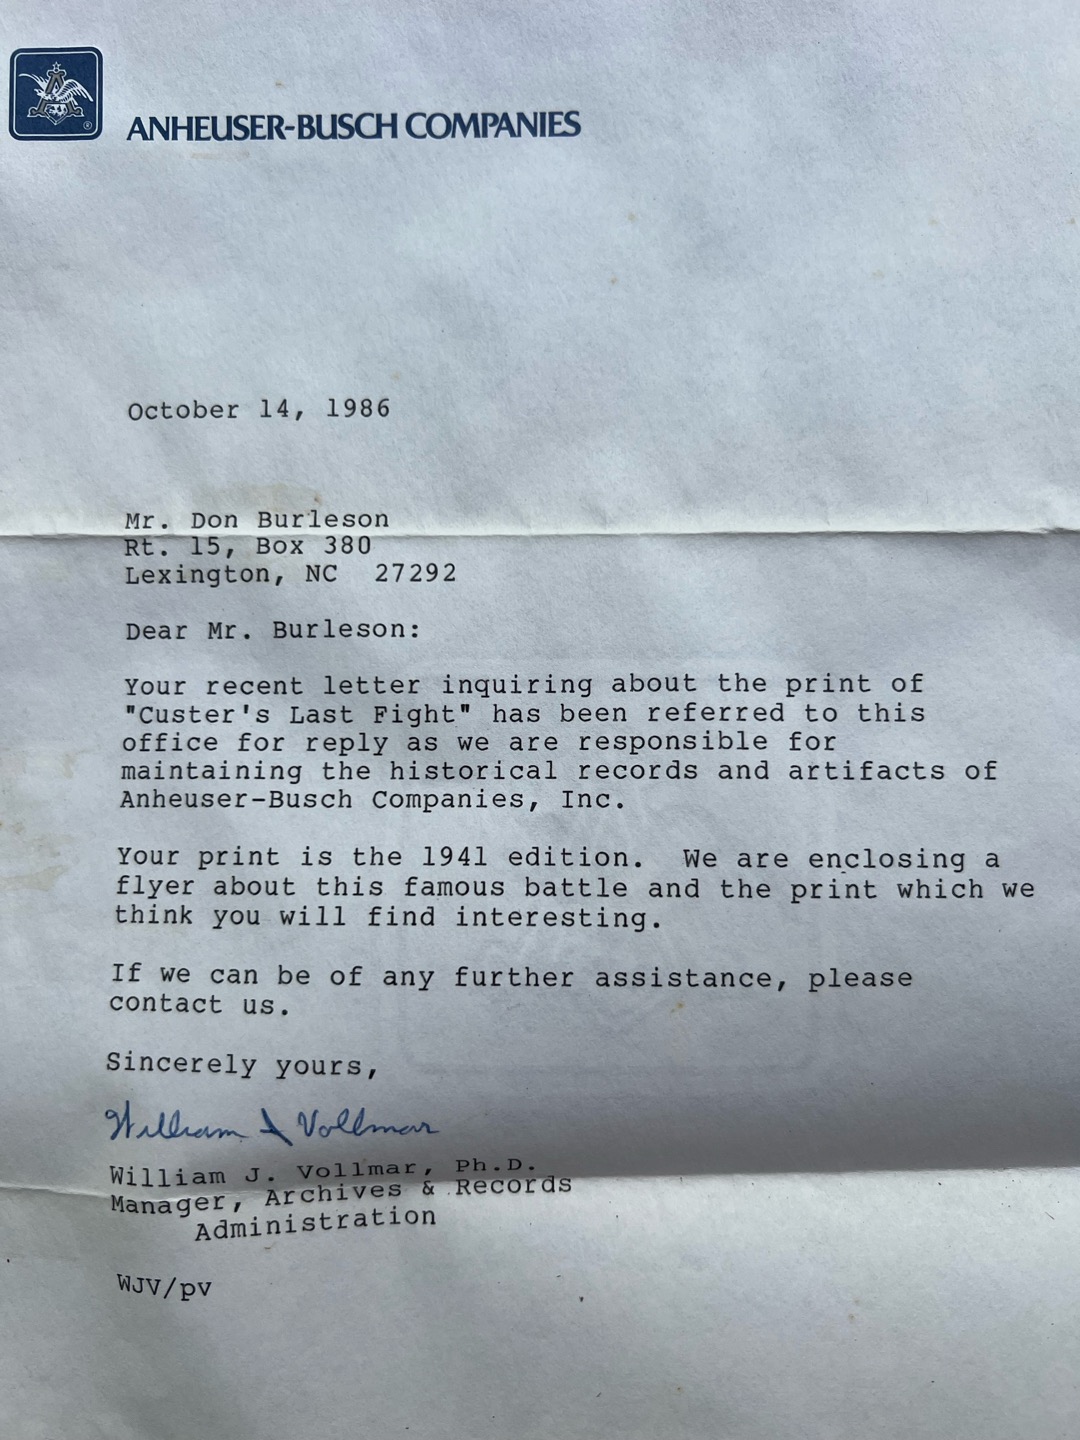 ANHEUSER-BUSCH COMPANIES
October 14, 1986
Mr. Don Burleson
Rt. 15, Box 380
Lexington, NC  27292
Dear Mr. Burleson:
Your recent letter inquiring about the print of
"Custer's Last Fight" has been referred to this
office for reply as we are responsible for
maintaining the historical records and artifacts of
Anheuser-Busch Companies, Inc.
Your print is the 1941 edition.  We are enclosing a
flyer about this famous battle and the print which we
think you will find interesting.
If we can be of any further assistance, please
contact us.
Sincerely yours,
William J Vollmar
William J. Vollmar, Ph.D.
Manager, Archives & Records
Administration
WJV/pv